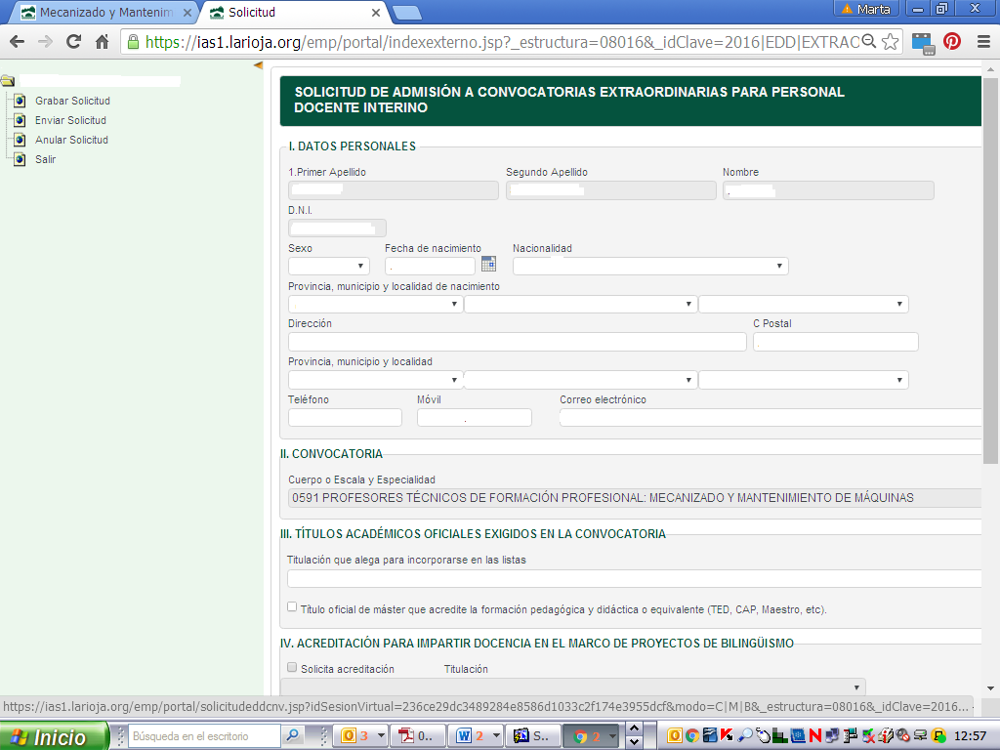 Mecanizado y Mantenim
Solicitud
Marta
https://ias1.larioja.org/emp/portal/indexexterno.jsp?_estructura=08016&_idClave=2016|EDD|EXTRAC
Grabar Solicitud
Enviar Solicitud
Anular Solicitud
Salir
SOLICITUD DE ADMISIÓN A CONVOCATORIAS EXTRAORDINARIAS PARA PERSONAL
DOCENTE INTERINO
I. DATOS PERSONALES
1.Primer Apellido Segundo Apellido Nombre
D.N.I.
Sexo Fecha de nacimiento Nacionalidad
Provincia, municipio y localidad de nacimiento
Dirección C Postal
Provincia, municipio y localidad
Teléfono Móvil Correo electrónico
II. CONVOCATORIA
Cuerpo o Escala y Especialidad
0591 PROFESORES TÉCNICOS DE FORMACIÓN PROFESIONAL: MECANIZADO Y MANTENIMIENTO DE MÁQUINAS
III. TÍTULOS ACADÉMICOS OFICIALES EXIGIDOS EN LA CONVOCATORIA
Titulación que alega para incorporarse en las listas
Título oficial de máster que acredite la formación pedagógica y didáctica o equivalente (TED, CAP, Maestro, etc).
IV. ACREDITACIÓN PARA IMPARTIR DOCENCIA EN EL MARCO DE PROYECTOS DE BILINGÜISMO
Solicita acreditación Titulación
https://ias1.larioja.org/emp/portal/solicitudeddcnv.jsp?idSesionVirtual=236ce29dc3489284e8586d1033c2f174e3955dcf&modo=C|M|B&_estructura=08016&_idClave=2016...
Inicio Búsqueda en el escritorio 3 0.. 2 S.. 2 12:57